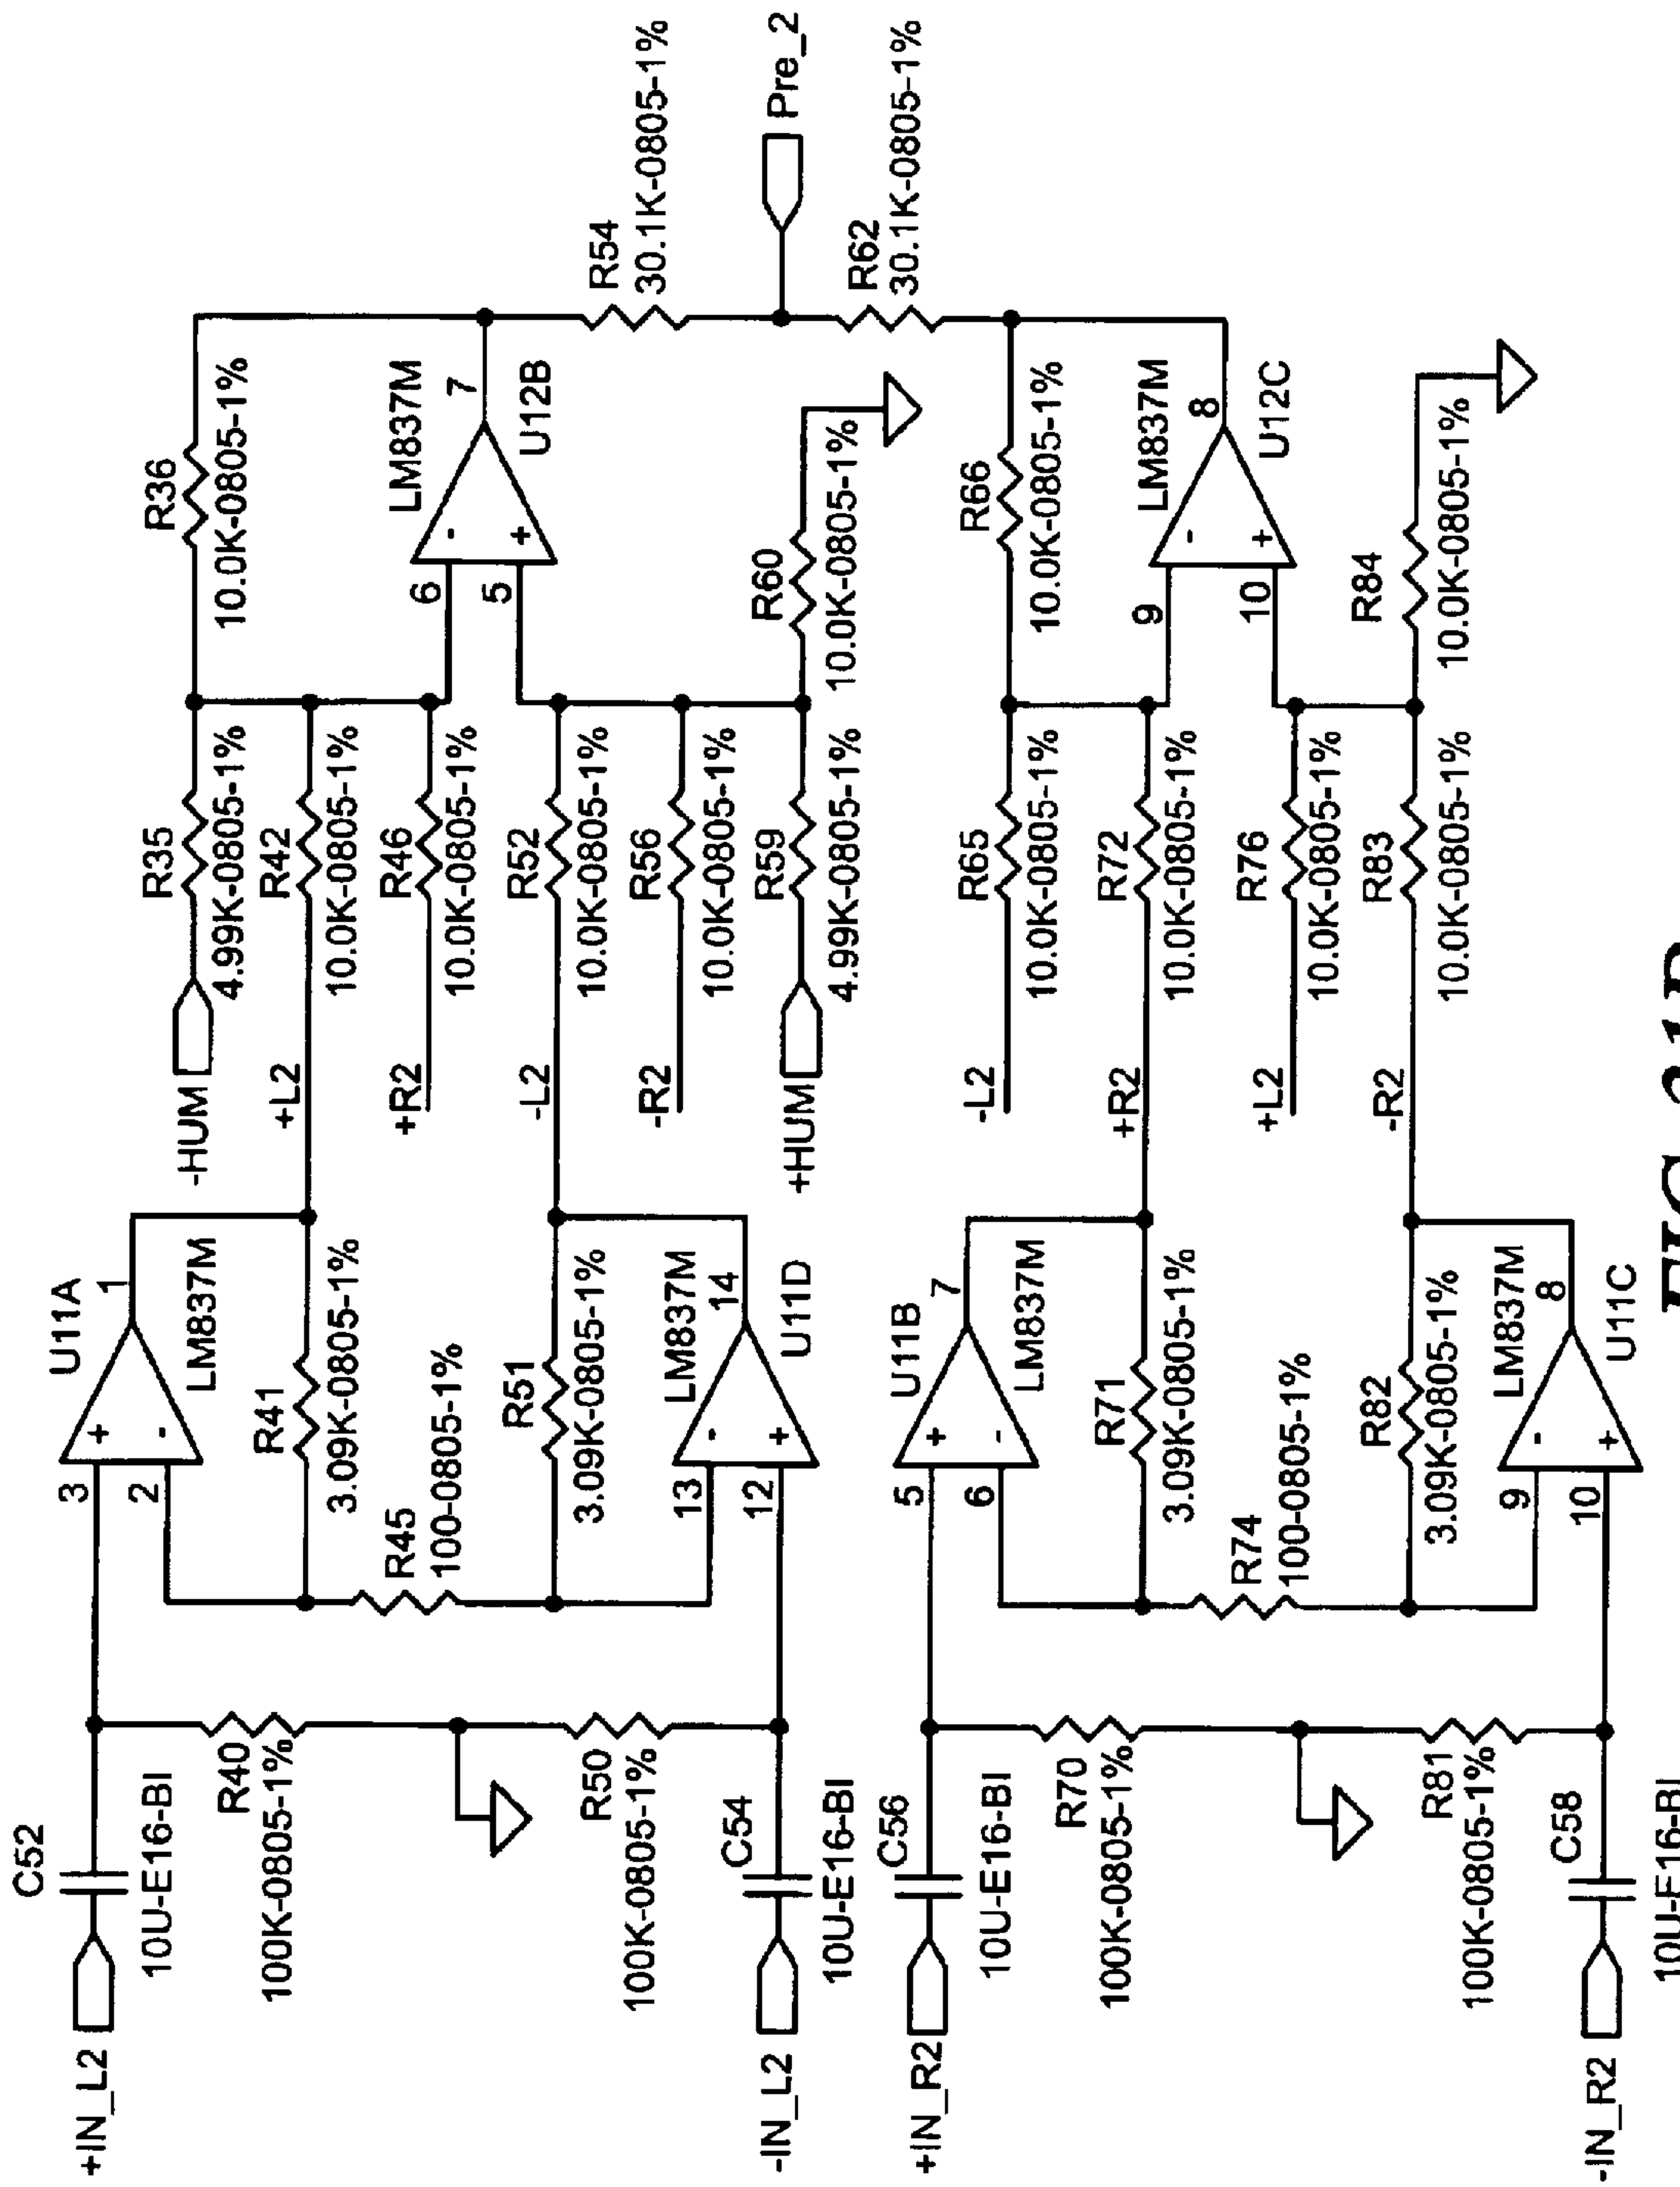 +IN_L2
C52
10U-E16-BI
R40
100K-0805-1%
3
2
+
-
U11A
1
LM837M
R41
3.09K-0805-1%
R45
100-0805-1%
R50
100K-0805-1%
-IN_L2
C54
10U-E16-BI
R51
3.09K-0805-1%
13
12
-
+
LM837M
14
U11D
+IN_R2
C56
10U-E16-BI
R70
100K-0805-1%
5
6
+
-
U11B
7
LM837M
R71
3.09K-0805-1%
R74
100-0805-1%
R81
100K-0805-1%
-IN_R2
C58
10U-E16-BI
R82
3.09K-0805-1%
9
10
-
+
LM837M
8
U11C
-HUM
R35
4.99K-0805-1%
+L2
R42
10.0K-0805-1%
+R2
R46
10.0K-0805-1%
-L2
R52
10.0K-0805-1%
-R2
R56
10.0K-0805-1%
+HUM
R59
4.99K-0805-1%
R36
10.0K-0805-1%
6
5
-
+
LM837M
7
U12B
R60
10.0K-0805-1%
R54
30.1K-0805-1%
Pre_2
R62
30.1K-0805-1%
-L2
R65
10.0K-0805-1%
+R2
R72
10.0K-0805-1%
+L2
R76
10.0K-0805-1%
-R2
R83
10.0K-0805-1%
R66
10.0K-0805-1%
9
10
-
+
LM837M
8
U12C
R84
10.0K-0805-1%